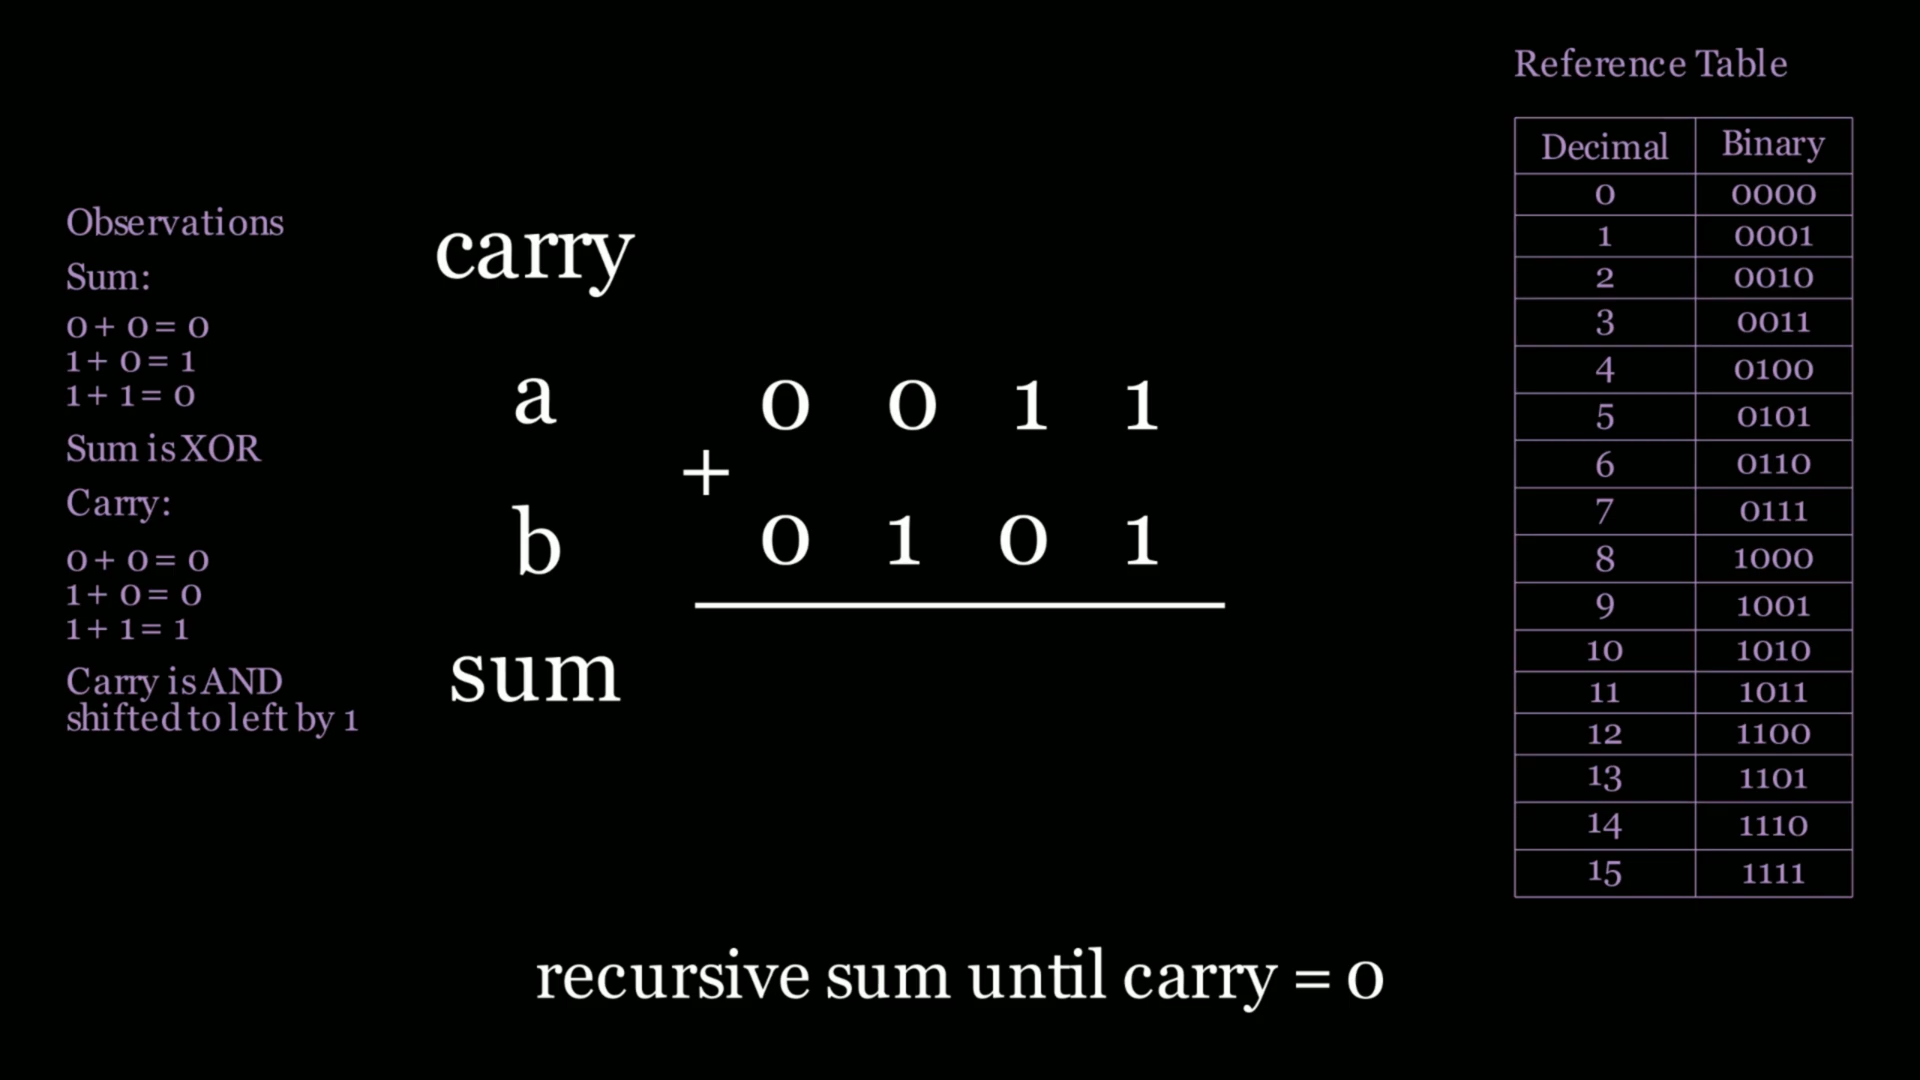 Observations
Sum:
0 + 0 = 0
1 + 0 = 1
1 + 1 = 0
Sum is XOR
Carry:
0 + 0 = 0
1 + 0 = 0
1 + 1 = 1
Carry is AND
shifted to left by 1
carry
a 0 0 1 1
+
b 0 1 0 1
sum
recursive sum until carry = 0
Reference Table
Decimal Binary
0 0000
1 0001
2 0010
3 0011
4 0100
5 0101
6 0110
7 0111
8 1000
9 1001
10 1010
11 1011
12 1100
13 1101
14 1110
15 1111